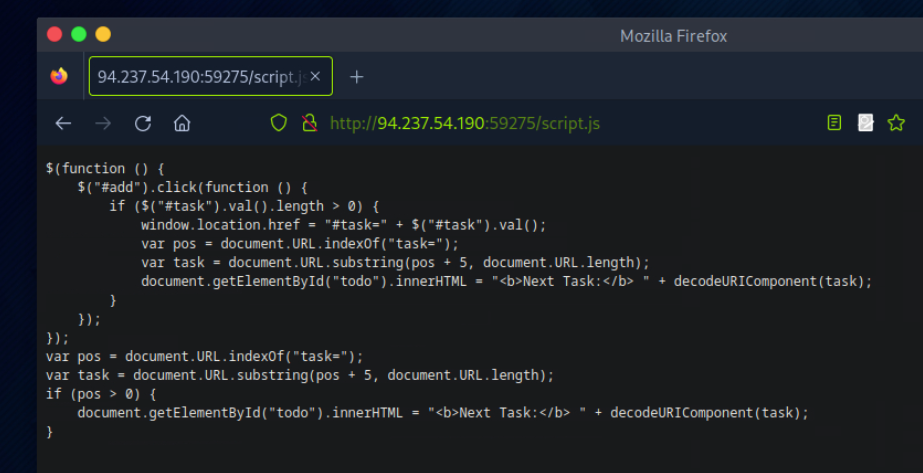 Mozilla Firefox
94.237.54.190:59275/script.j
http://94.237.54.190:59275/script.js
$(function () {
    $("#add").click(function () {
        if ($("#task").val().length > 0) {
            window.location.href = "#task=" + $("#task").val();
            var pos = document.URL.indexOf("task=");
            var task = document.URL.substring(pos + 5, document.URL.length);
            document.getElementById("todo").innerHTML = "<b>Next Task:</b> " + decodeURIComponent(task);
        }
    });
});
var pos = document.URL.indexOf("task=");
var task = document.URL.substring(pos + 5, document.URL.length);
if (pos > 0) {
    document.getElementById("todo").innerHTML = "<b>Next Task:</b> " + decodeURIComponent(task);
}